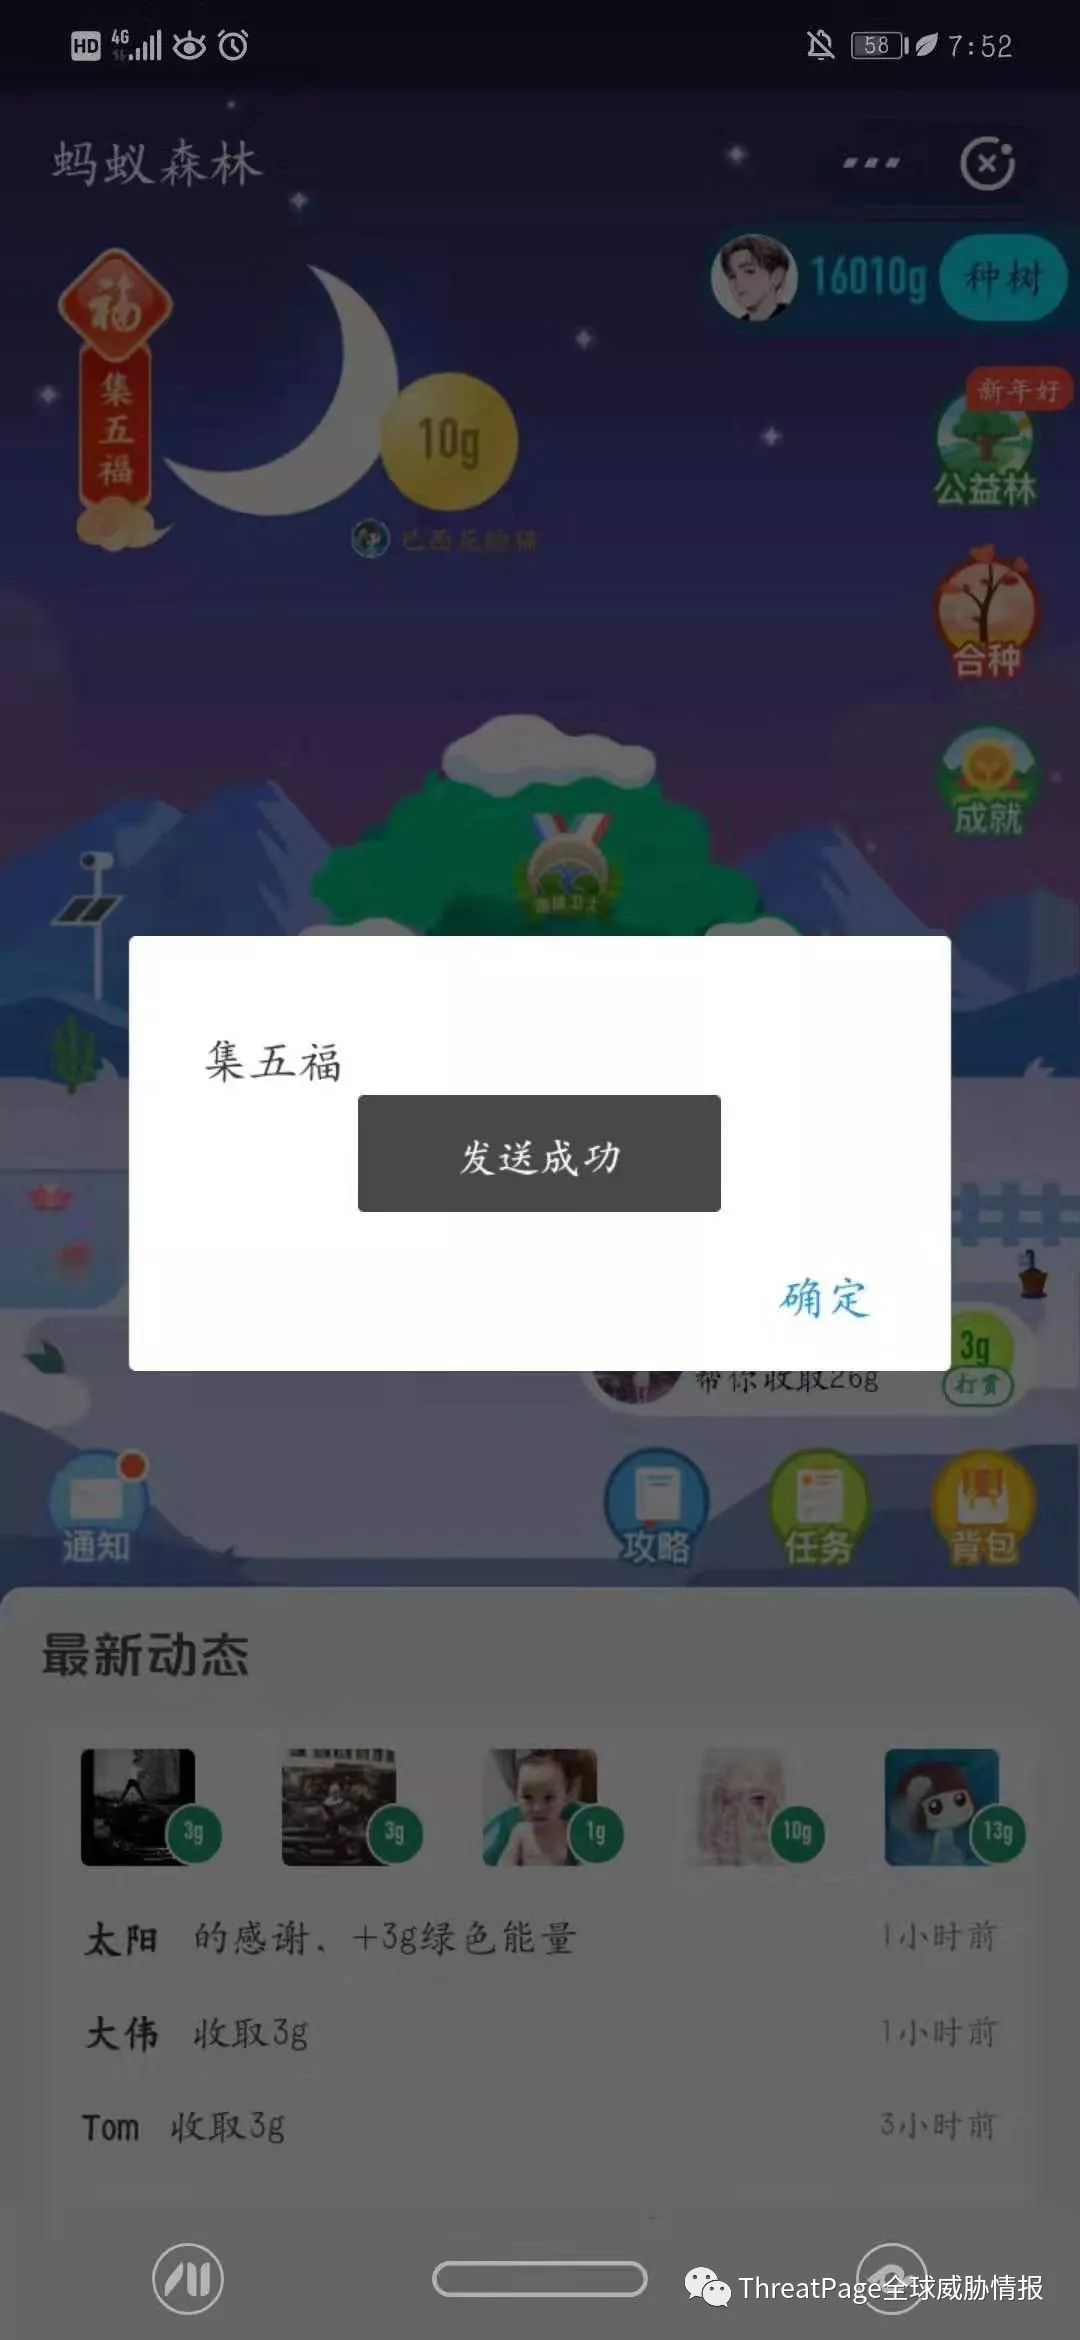 HD 4G 58 7:52
蚂蚁森林
16010g 种树
福
集五福
10g
新年好
公益林
合种
成就
集五福
发送成功
确定
3g
帮你收取26g 打赏
通知 攻略 任务 背包
最新动态
3g 3g 1g 10g 13g
太阳 的感谢、+3g绿色能量 1小时前
大伟 收取3g 1小时前
Tom 收取3g 3小时前
ThreatPage全球威胁情报